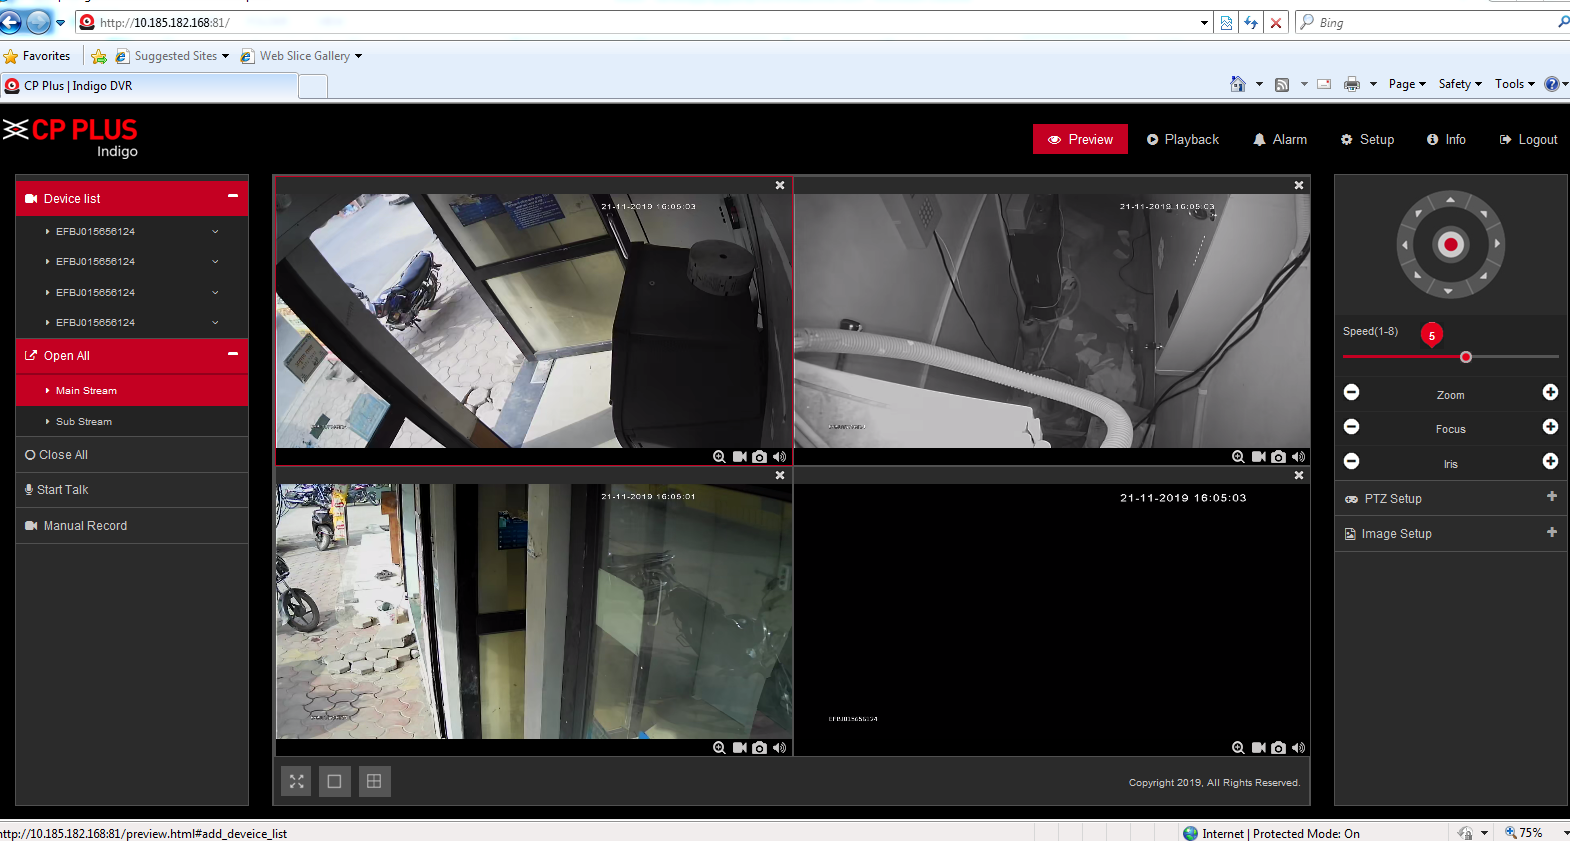 http://10.185.182.168:81/
Bing
Favorites
Suggested Sites
Web Slice Gallery
CP Plus | Indigo DVR
Page
Safety
Tools
CP PLUS
Indigo
Preview
Playback
Alarm
Setup
Info
Logout
Device list
EFBJ015656124
EFBJ015656124
EFBJ015656124
EFBJ015656124
Open All
Main Stream
Sub Stream
Close All
Start Talk
Manual Record
21-11-2019 16:05:03
21-11-2019 16:05:03
21-11-2019 16:05:01
21-11-2019 16:05:03
EFBJ015656124
Speed(1-8)
5
Zoom
Focus
Iris
PTZ Setup
Image Setup
Copyright 2019, All Rights Reserved.
http://10.185.182.168:81/preview.html#add_deveice_list
Internet | Protected Mode: On
75%